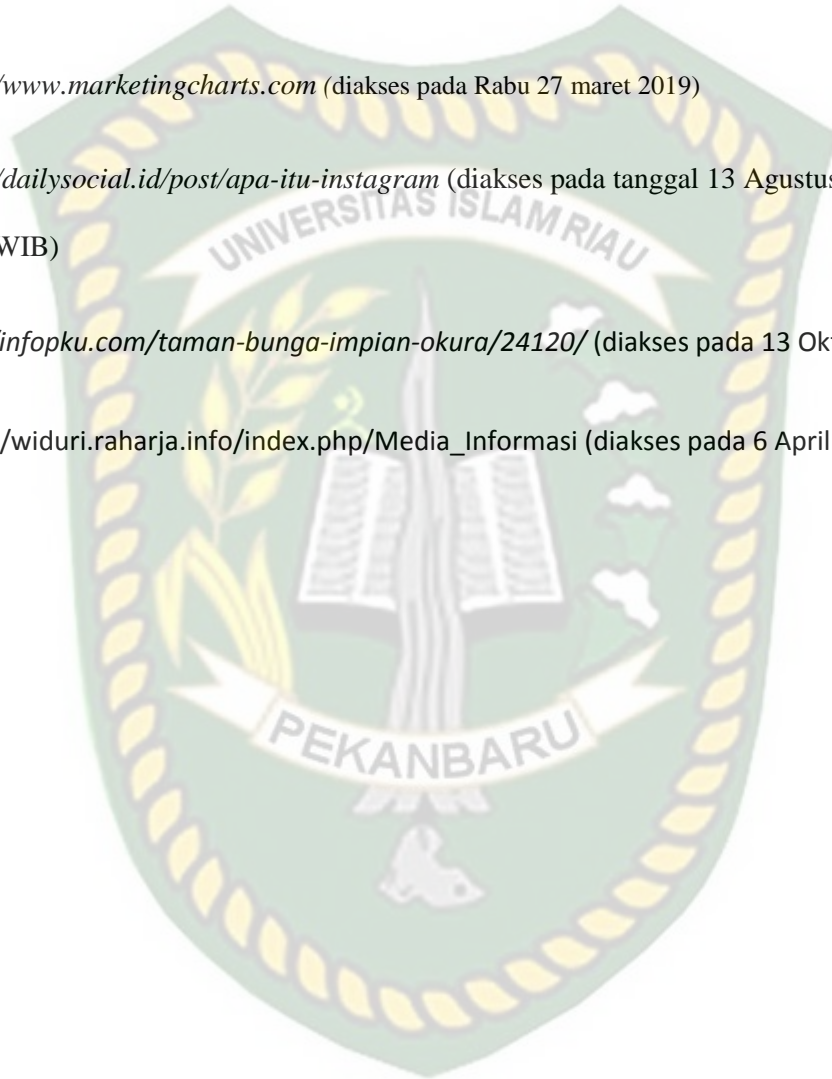 /www.marketingcharts.com (diakses pada Rabu 27 maret 2019)
/dailysocial.id/post/apa-itu-instagram (diakses pada tanggal 13 Agustus
WIB)
UNIVERSITAS ISLAM RIAU
/infopku.com/taman-bunga-impian-okura/24120/ (diakses pada 13 Okt
/widuri.raharja.info/index.php/Media_Informasi (diakses pada 6 April
PEKANBARU